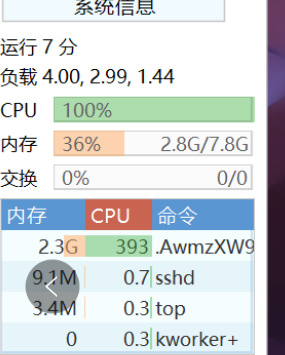 系统信息
运行 7 分
负载 4.00, 2.99, 1.44
CPU 100%
内存 36% 2.8G/7.8G
交换 0% 0/0
内存 CPU 命令
2.3G 393 .AwmzXW9
9.1M 0.7 sshd
3.4M 0.3 top
0 0.3 kworker+